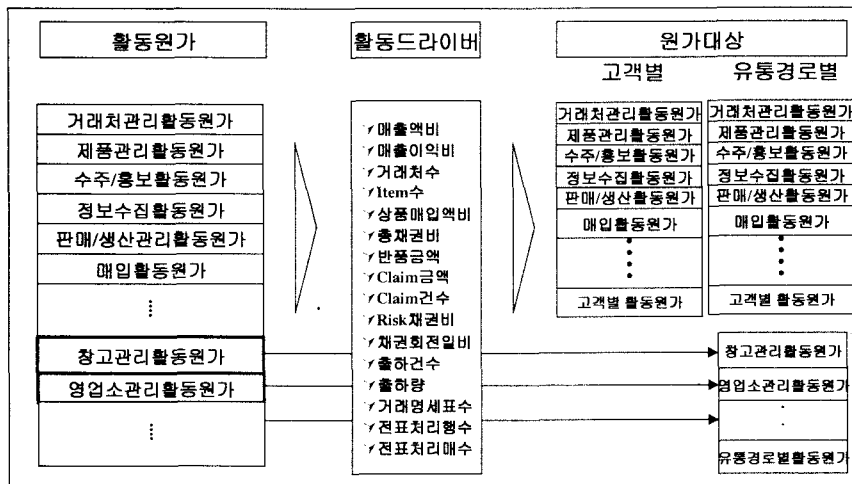 활동원가
활동드라이버
원가대상
고객별
유통경로별
거래처관리활동원가
제품관리활동원가
수주/홍보활동원가
정보수집활동원가
판매/생산관리활동원가
매입활동원가
창고관리활동원가
영업소관리활동원가
매출액비
매출이익비
거래처수
Item수
상품매입액비
총채권비
반품금액
Claim금액
Claim건수
Risk채권비
채권회전일비
출하건수
출하량
거래명세표수
전표처리행수
전표처리매수
거래처관리활동원가
제품관리활동원가
수주/홍보활동원가
정보수집활동원가
판매/생산활동원가
매입활동원가
고객별 활동원가
거래처관리활동원가
제품관리활동원가
수주/홍보활동원가
정보수집활동원가
판매/생산활동원가
매입활동원가
고객별 활동원가
창고관리활동원가
영업소관리활동원가
유통경로별활동원가